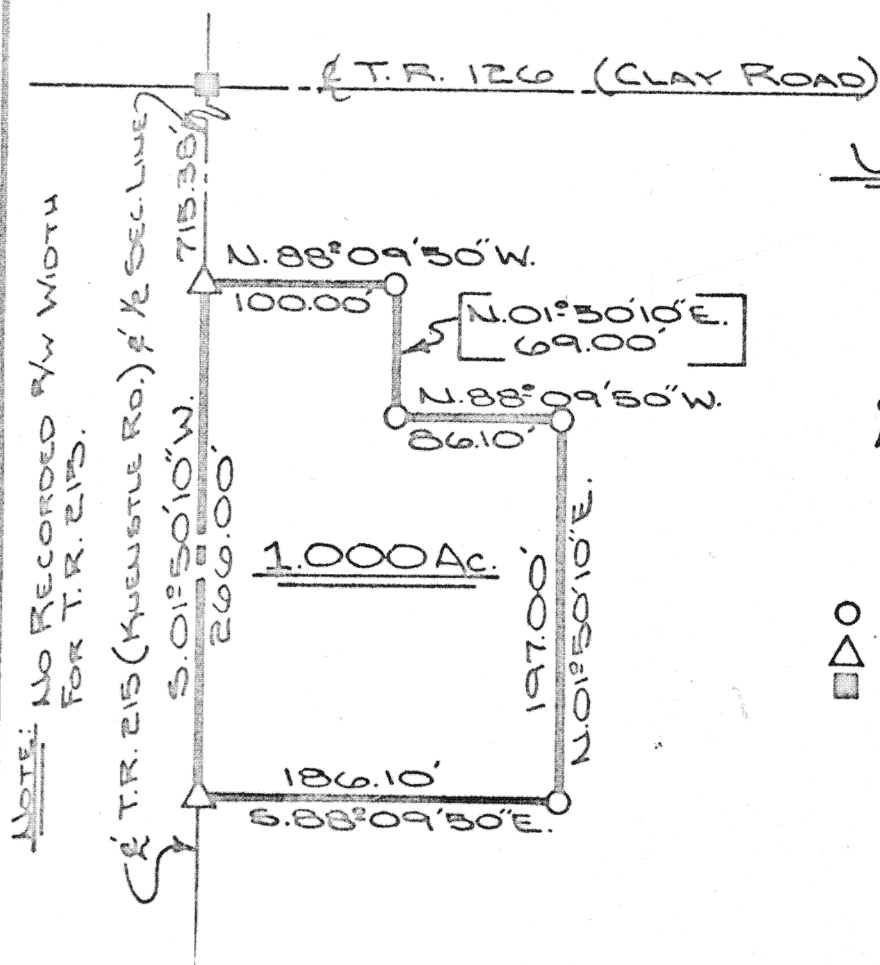 ℄ T.R. 126 (CLAY ROAD)
715.38'
N.88°09'50"W.
100.00'
N.01°50'10"E.
69.00'
N.88°09'50"W.
86.10'
S.01°50'10"W.
266.00'
1.000 AC.
197.00'
N.01°50'10"E.
186.10'
S.88°09'50"E.
℄ T.R. 215 (KUENSTLE RD.) & ½ SEC. LINE
NOTE: NO RECORDED R/W WIDTH
FOR T.R. 215.